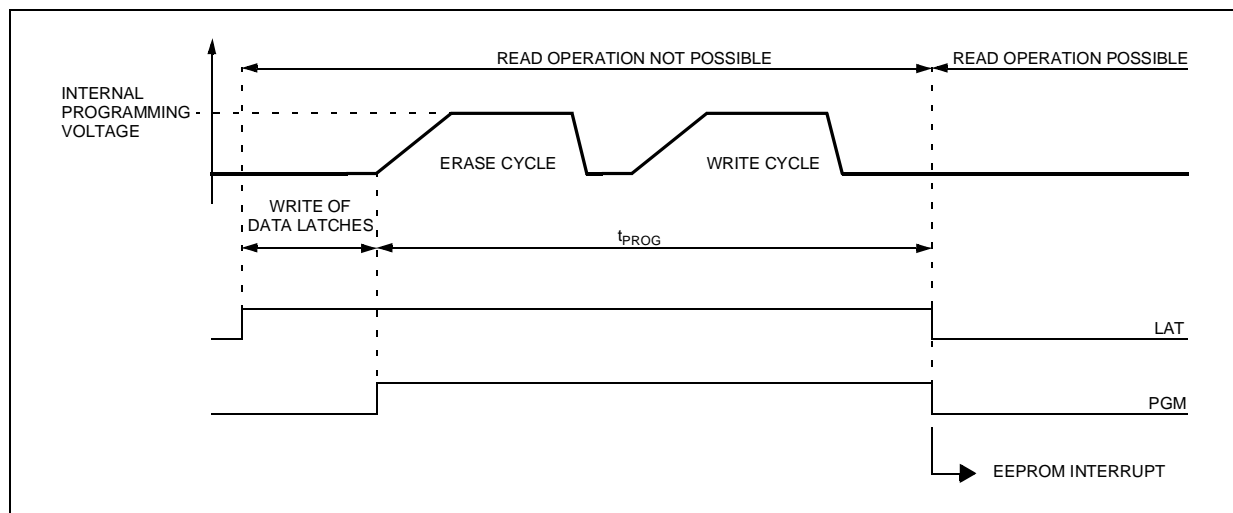 READ OPERATION NOT POSSIBLE
READ OPERATION POSSIBLE
INTERNAL
PROGRAMMING
VOLTAGE
ERASE CYCLE
WRITE CYCLE
WRITE OF
DATA LATCHES
tPROG
LAT
PGM
EEPROM INTERRUPT